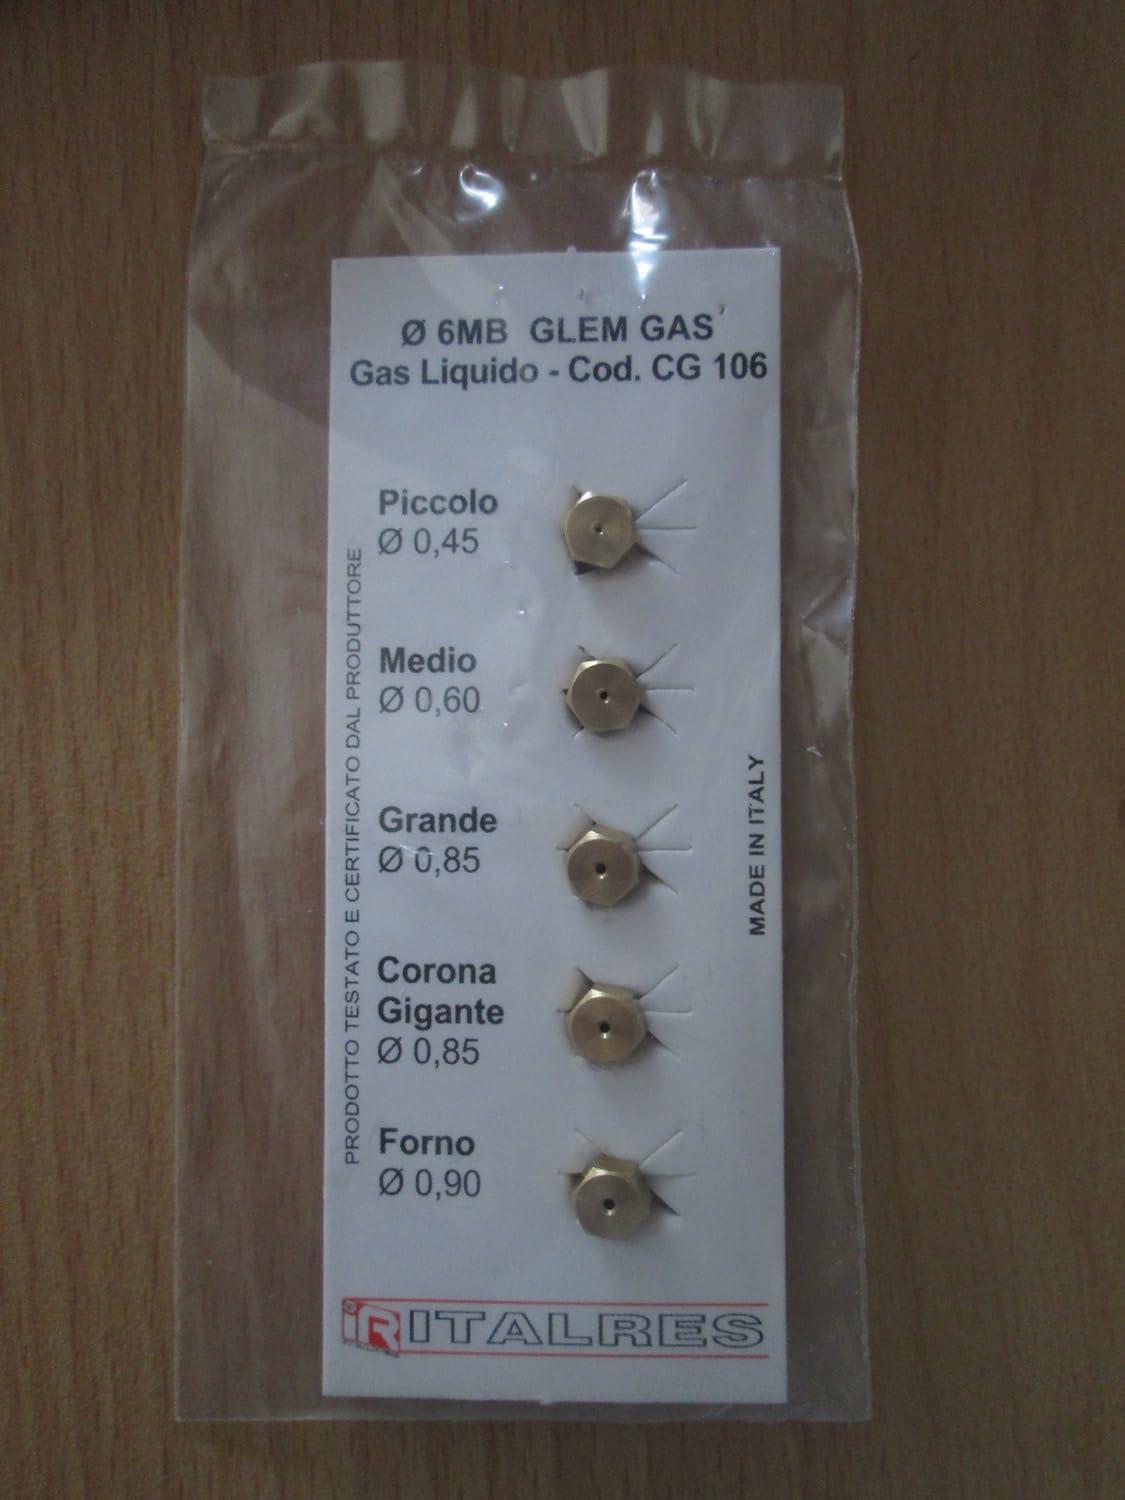 Ø 6MB GLEM GAS
Gas Liquido - Cod. CG 106
Piccolo
Ø 0,45
Medio
Ø 0,60
Grande
Ø 0,85
Corona
Gigante
Ø 0,85
Forno
Ø 0,90
PRODOTTO TESTATO E CERTIFICATO DAL PRODUTTORE
MADE IN ITALY
iR ITALRES